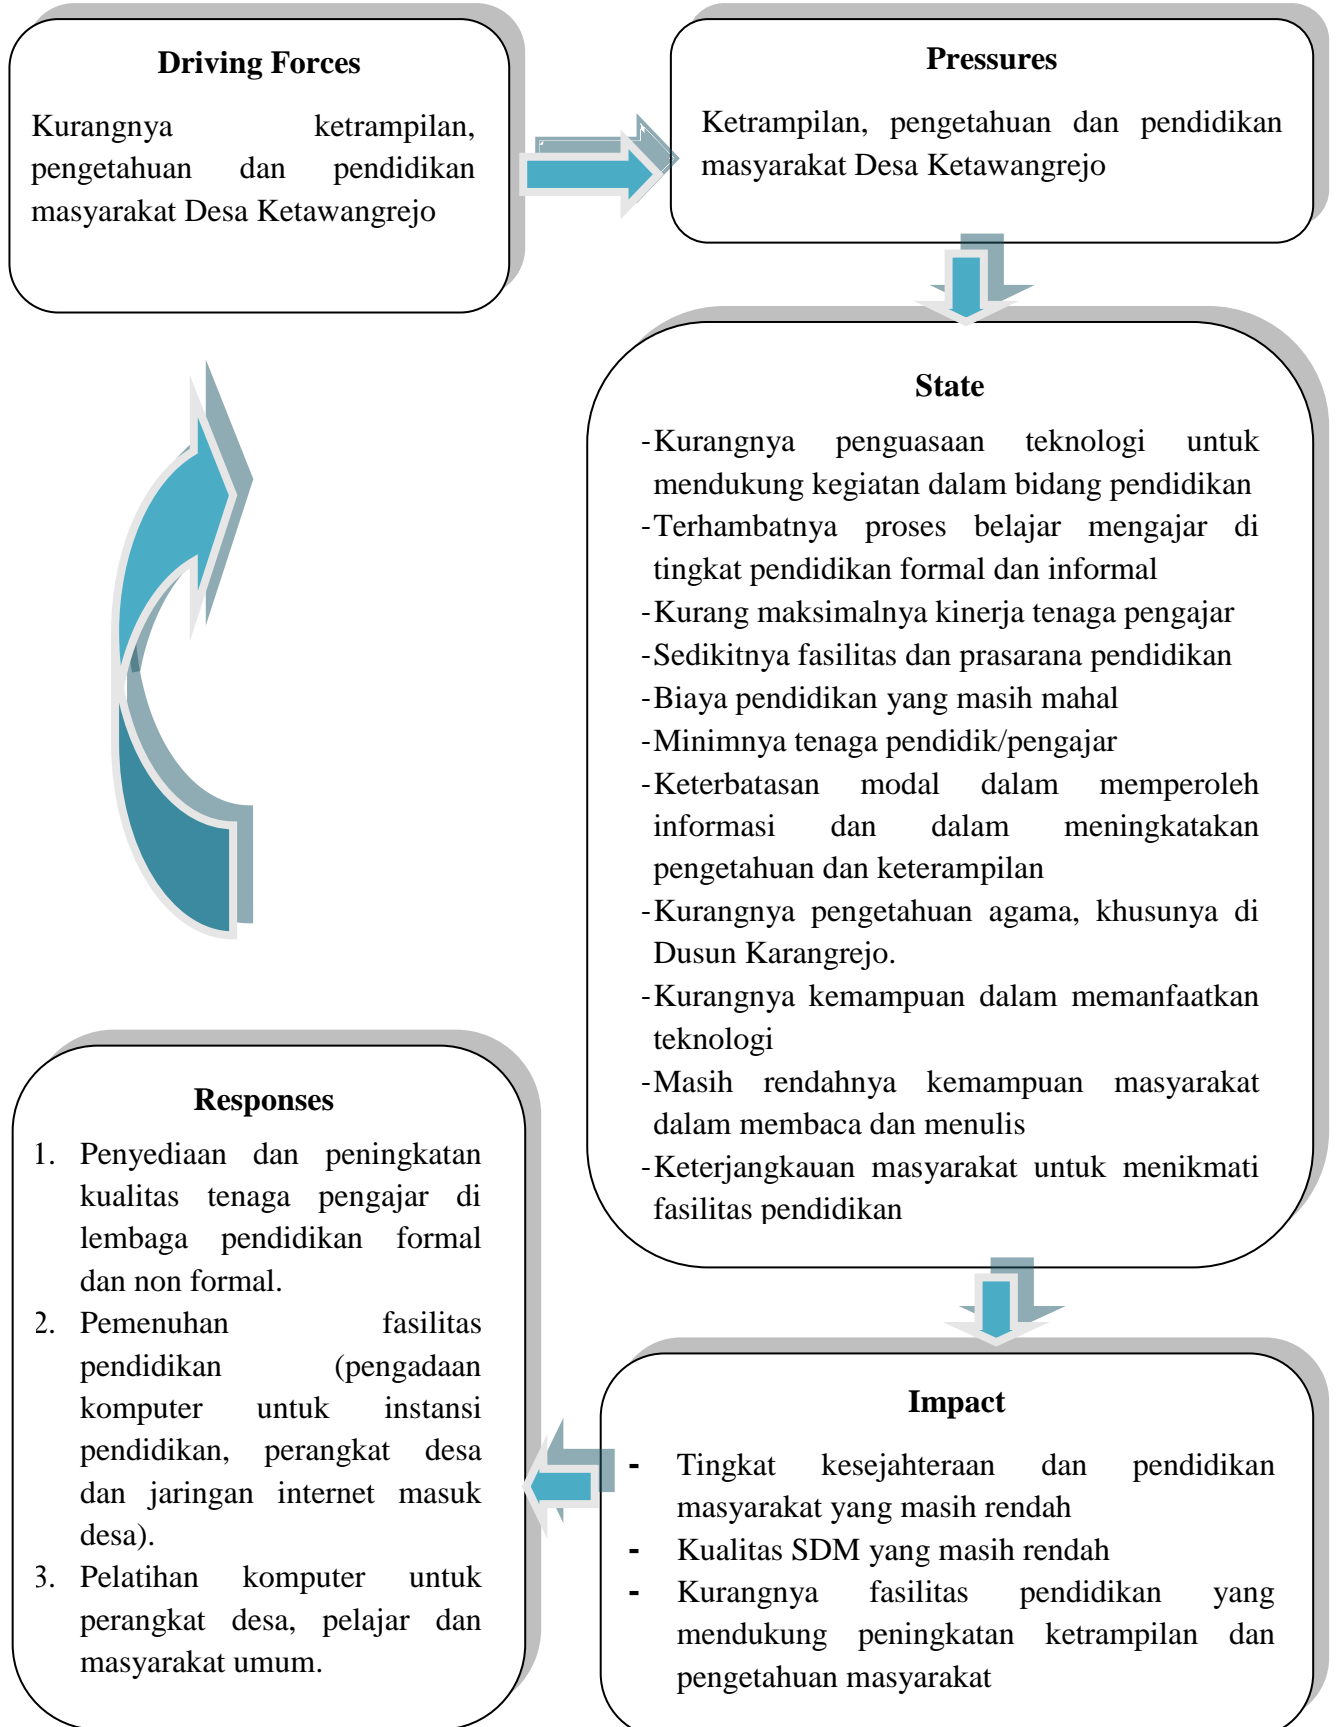 Driving Forces
Kurangnya ketrampilan,
pengetahuan dan pendidikan
masyarakat Desa Ketawangrejo
Pressures
Ketrampilan, pengetahuan dan pendidikan
masyarakat Desa Ketawangrejo
State
-Kurangnya penguasaan teknologi untuk
mendukung kegiatan dalam bidang pendidikan
-Terhambatnya proses belajar mengajar di
tingkat pendidikan formal dan informal
-Kurang maksimalnya kinerja tenaga pengajar
-Sedikitnya fasilitas dan prasarana pendidikan
-Biaya pendidikan yang masih mahal
-Minimnya tenaga pendidik/pengajar
-Keterbatasan modal dalam memperoleh
informasi dan dalam meningkatakan
pengetahuan dan keterampilan
-Kurangnya pengetahuan agama, khusunya di
Dusun Karangrejo.
-Kurangnya kemampuan dalam memanfaatkan
teknologi
-Masih rendahnya kemampuan masyarakat
dalam membaca dan menulis
-Keterjangkauan masyarakat untuk menikmati
fasilitas pendidikan
Responses
1. Penyediaan dan peningkatan
kualitas tenaga pengajar di
lembaga pendidikan formal
dan non formal.
2. Pemenuhan fasilitas
pendidikan (pengadaan
komputer untuk instansi
pendidikan, perangkat desa
dan jaringan internet masuk
desa).
3. Pelatihan komputer untuk
perangkat desa, pelajar dan
masyarakat umum.
Impact
- Tingkat kesejahteraan dan pendidikan
masyarakat yang masih rendah
- Kualitas SDM yang masih rendah
- Kurangnya fasilitas pendidikan yang
mendukung peningkatan ketrampilan dan
pengetahuan masyarakat